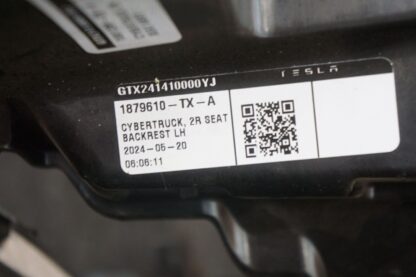 GTX241410000YJ
TESLA
1879610-TX-A
CYBERTRUCK, 2R SEAT
BACKREST LH
2024-05-20
06:06:11